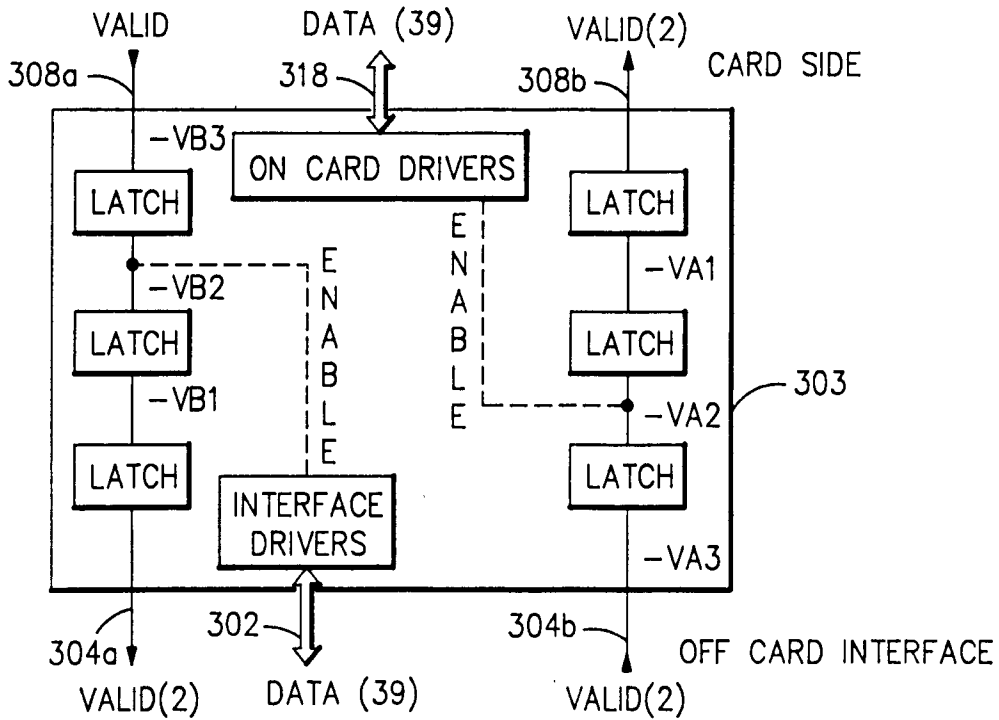 VALID
DATA (39)
VALID(2)
CARD SIDE
308a
318
308b
-VB3
ON CARD DRIVERS
LATCH
LATCH
ENABLE
ENABLE
-VA1
-VB2
LATCH
LATCH
303
-VB1
-VA2
LATCH
LATCH
INTERFACE
DRIVERS
-VA3
304a
302
304b
OFF CARD INTERFACE
VALID(2)
DATA (39)
VALID(2)